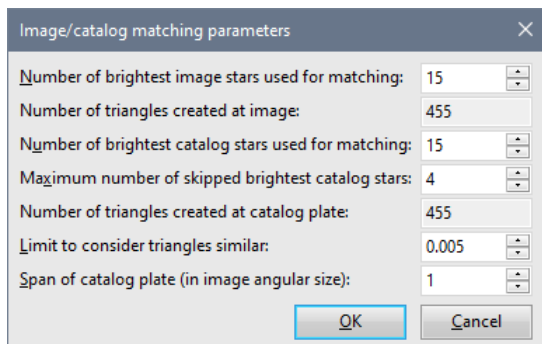 Image/catalog matching parameters
Number of brightest image stars used for matching: 15
Number of triangles created at image: 455
Number of brightest catalog stars used for matching: 15
Maximum number of skipped brightest catalog stars: 4
Number of triangles created at catalog plate: 455
Limit to consider triangles similar: 0.005
Span of catalog plate (in image angular size): 1
OK Cancel